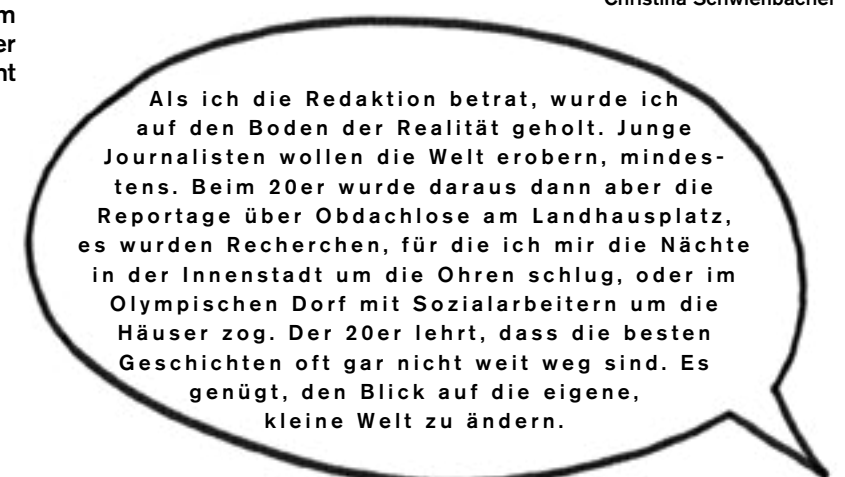 m
er
nt
Christina Schwienbacher
Als ich die Redaktion betrat, wurde ich
auf den Boden der Realität geholt. Junge
Journalisten wollen die Welt erobern, mindes-
tens. Beim 20er wurde daraus dann aber die
Reportage über Obdachlose am Landhausplatz,
es wurden Recherchen, für die ich mir die Nächte
in der Innenstadt um die Ohren schlug, oder im
Olympischen Dorf mit Sozialarbeitern um die
Häuser zog. Der 20er lehrt, dass die besten
Geschichten oft gar nicht weit weg sind. Es
genügt, den Blick auf die eigene,
kleine Welt zu ändern.